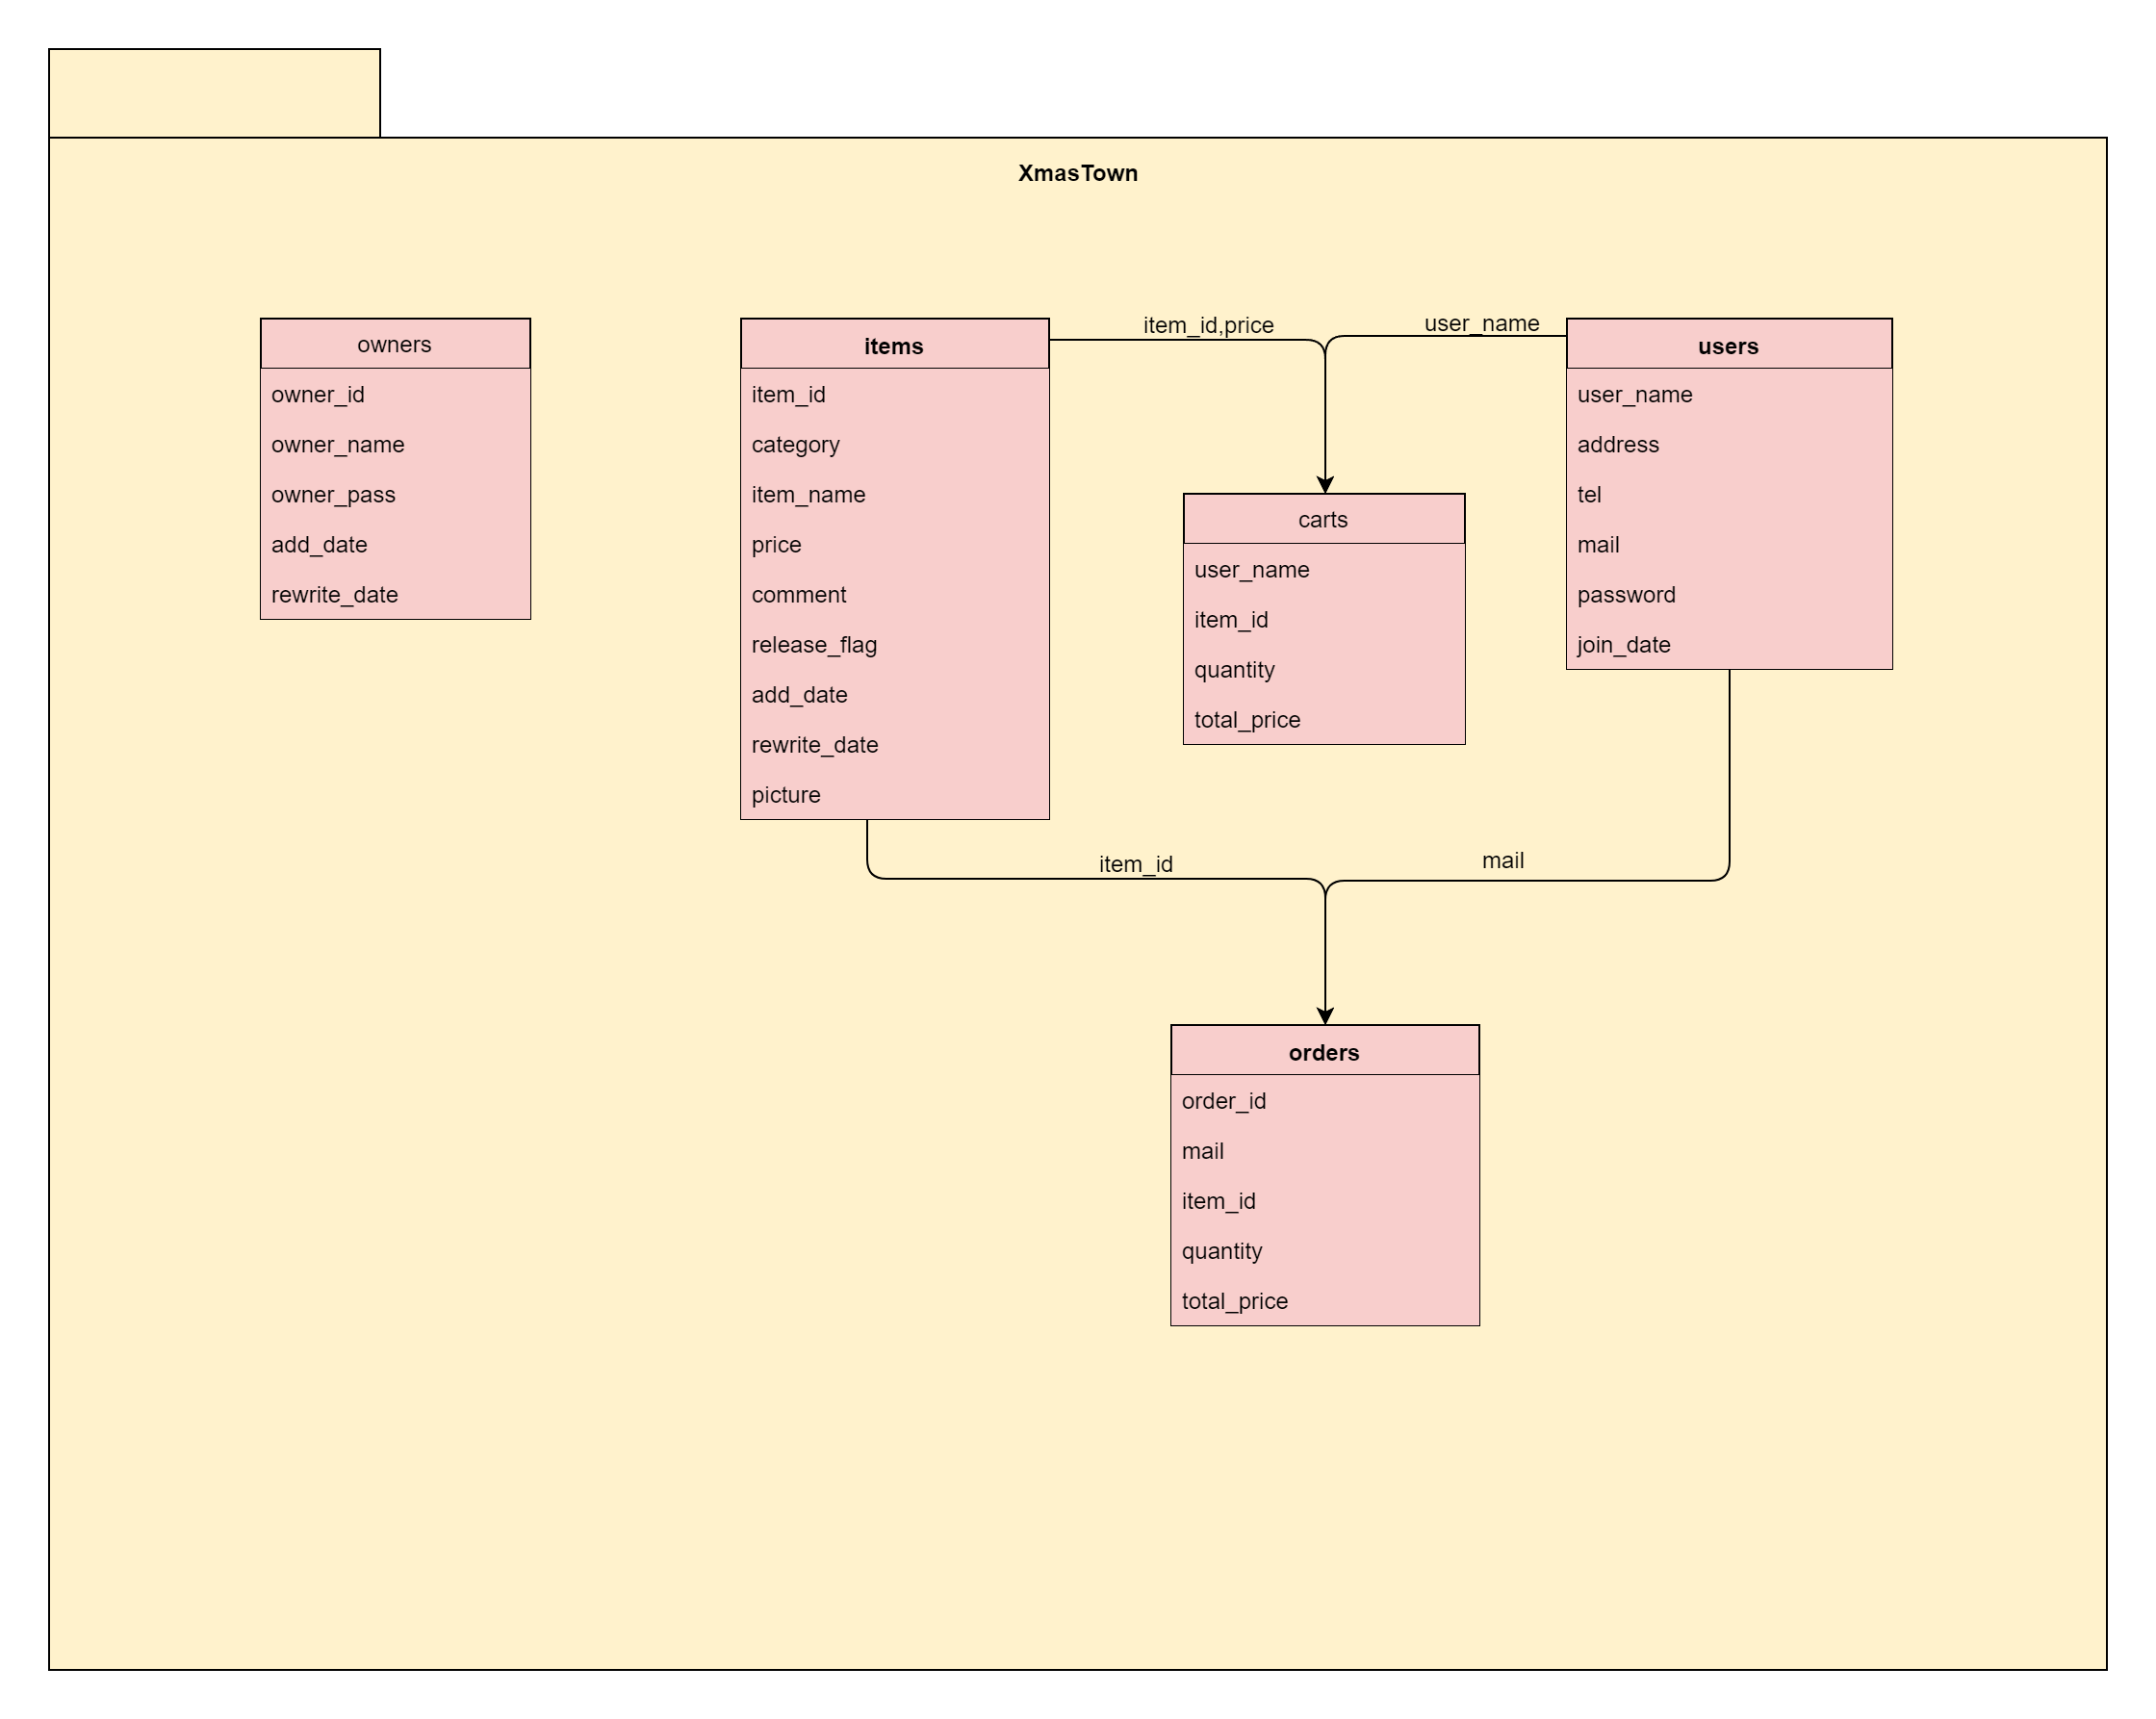 XmasTown
owners
owner_id
owner_name
owner_pass
add_date
rewrite_date
items
item_id
category
item_name
price
comment
release_flag
add_date
rewrite_date
picture
item_id,price
user_name
carts
user_name
item_id
quantity
total_price
users
user_name
address
tel
mail
password
join_date
item_id
mail
orders
order_id
mail
item_id
quantity
total_price